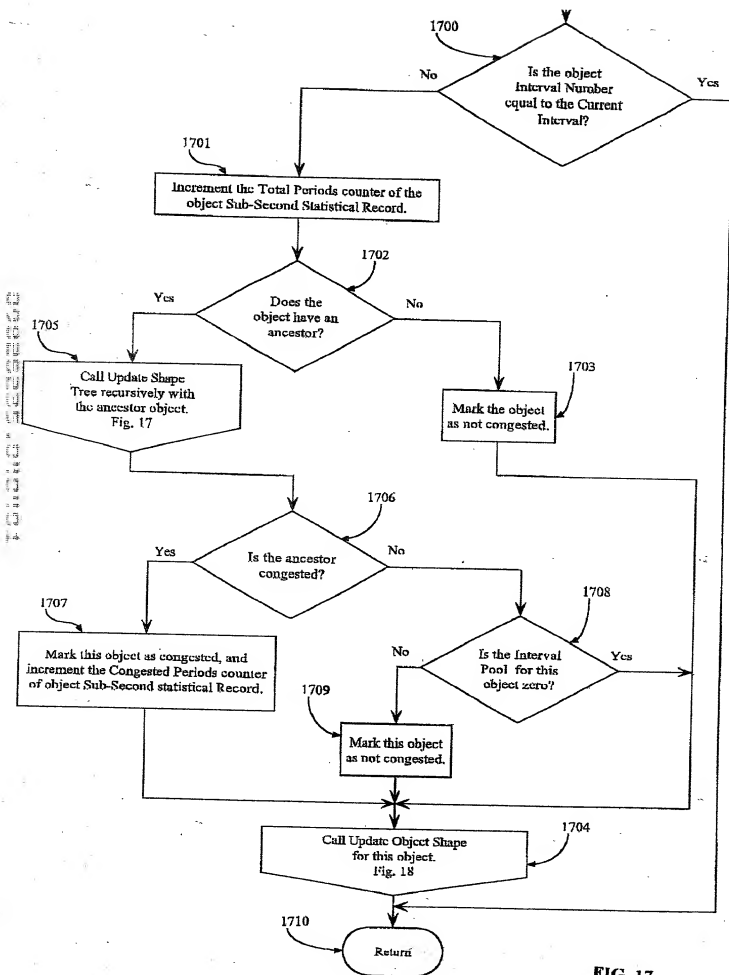 1700
Is the object
Interval Number
equal to the Current
Interval?
No
Yes
1701
Increment the Total Periods counter of the
object Sub-Second Statistical Record.
1702
Does the
object have an
ancestor?
Yes
No
1705
Call Update Shape
Tree recursively with
the ancestor object.
Fig. 17
1703
Mark the object
as not congested.
1706
Is the ancestor
congested?
Yes
No
1707
Mark this object as congested, and
increment the Congested Periods counter
of object Sub-Second statistical Record.
1708
Is the Interval
Pool for this
object zero?
No
Yes
1709
Mark this object
as not congested.
1704
Call Update Object Shape
for this object.
Fig. 18
1710
Return
FIG. 17